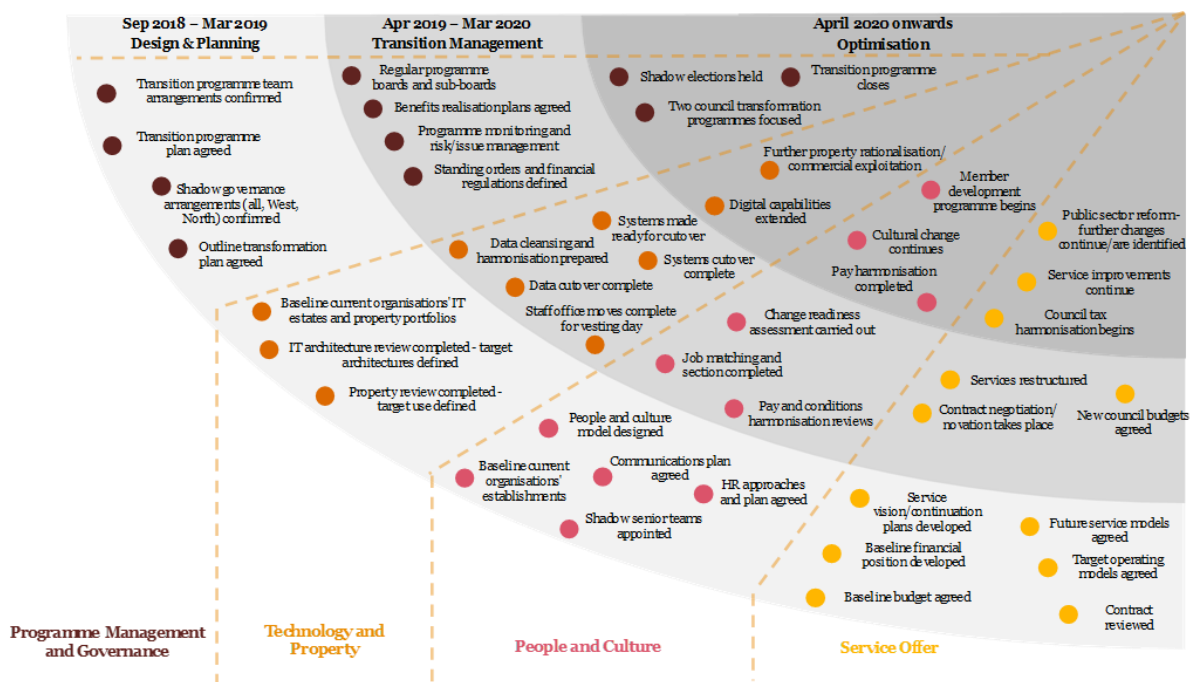 Sep 2018 – Mar 2019
Design & Planning
Apr 2019 – Mar 2020
Transition Management
April 2020 onwards
Optimisation
Transition programme team
arrangements confirmed
Transition programme
plan agreed
Shadow governance
arrangements (all, West,
North) confirmed
Outline transformation
plan agreed
Regular programme
boards and sub-boards
Benefits realisation plans agreed
Programme monitoring and
risk/issue management
Standing orders and financial
regulations defined
Shadow elections held
Transition programme
closes
Two council transformation
programmes focused
Baseline current organisations' IT
estates and property portfolios
IT architecture review completed - target
architectures defined
Property review completed -
target use defined
Systems made
ready for cutover
Data cleansing and
harmonisation prepared
Systems cutover
complete
Data cutover complete
Staff office moves complete
for vesting day
Further property rationalisation/
commercial exploitation
Digital capabilities
extended
People and culture
model designed
Baseline current
organisations'
establishments
Communications plan
agreed
HR approaches
and plan agreed
Shadow senior teams
appointed
Change readiness
assessment carried out
Job matching and
section completed
Pay and conditions
harmonisation reviews
Member
development
programme begins
Cultural change
continues
Pay harmonisation
completed
Public sector reform-
further changes
continue/are identified
Service improvements
continue
Council tax
harmonisation begins
Services restructured
Contract negotiation/
novation takes place
New council budgets
agreed
Service
vision/continuation
plans developed
Future service models
agreed
Baseline financial
position developed
Target operating
models agreed
Baseline budget agreed
Contract
reviewed
Programme Management
and Governance
Technology and
Property
People and Culture
Service Offer